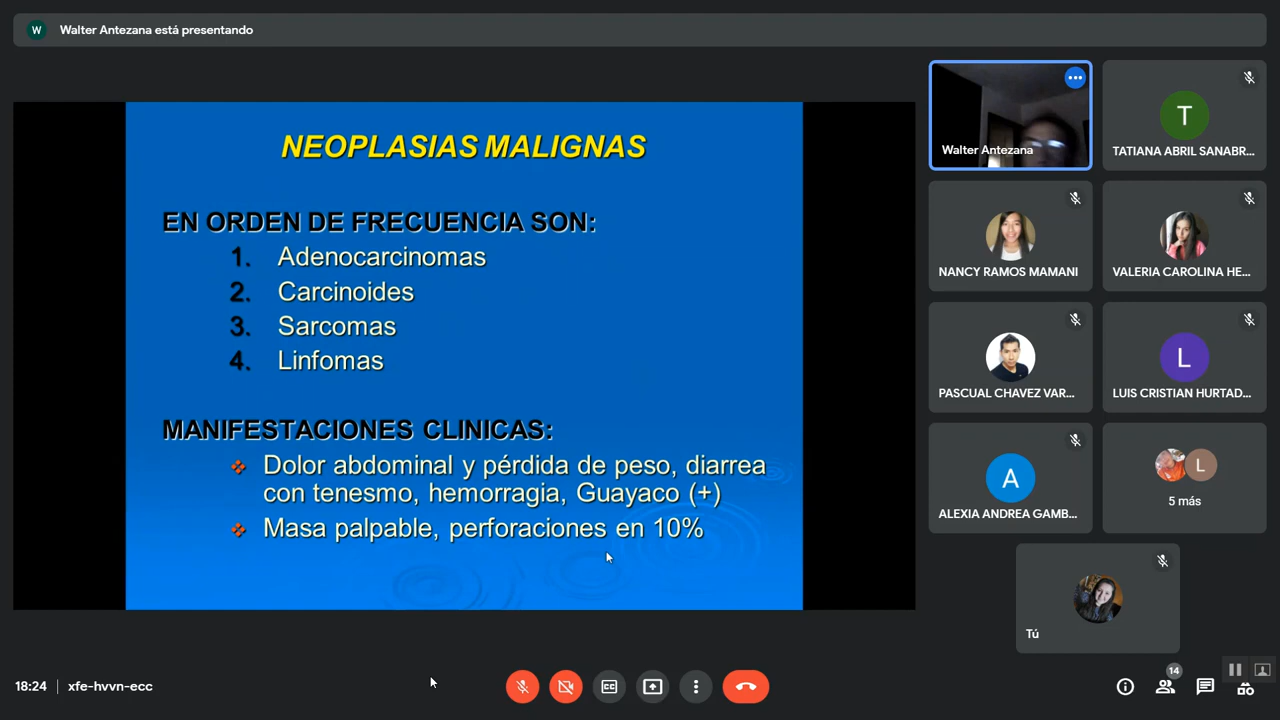 W Walter Antezana está presentando
NEOPLASIAS MALIGNAS
EN ORDEN DE FRECUENCIA SON:
1. Adenocarcinomas
2. Carcinoides
3. Sarcomas
4. Linfomas
MANIFESTACIONES CLINICAS:
Dolor abdominal y pérdida de peso, diarrea
con tenesmo, hemorragia, Guayaco (+)
Masa palpable, perforaciones en 10%
Walter Antezana
T
TATIANA ABRIL SANABR...
NANCY RAMOS MAMANI
VALERIA CAROLINA HE...
PASCUAL CHAVEZ VAR...
L
LUIS CRISTIAN HURTAD...
A
ALEXIA ANDREA GAMB...
L
5 más
Tú
18:24 | xfe-hvvn-ecc
CC
14